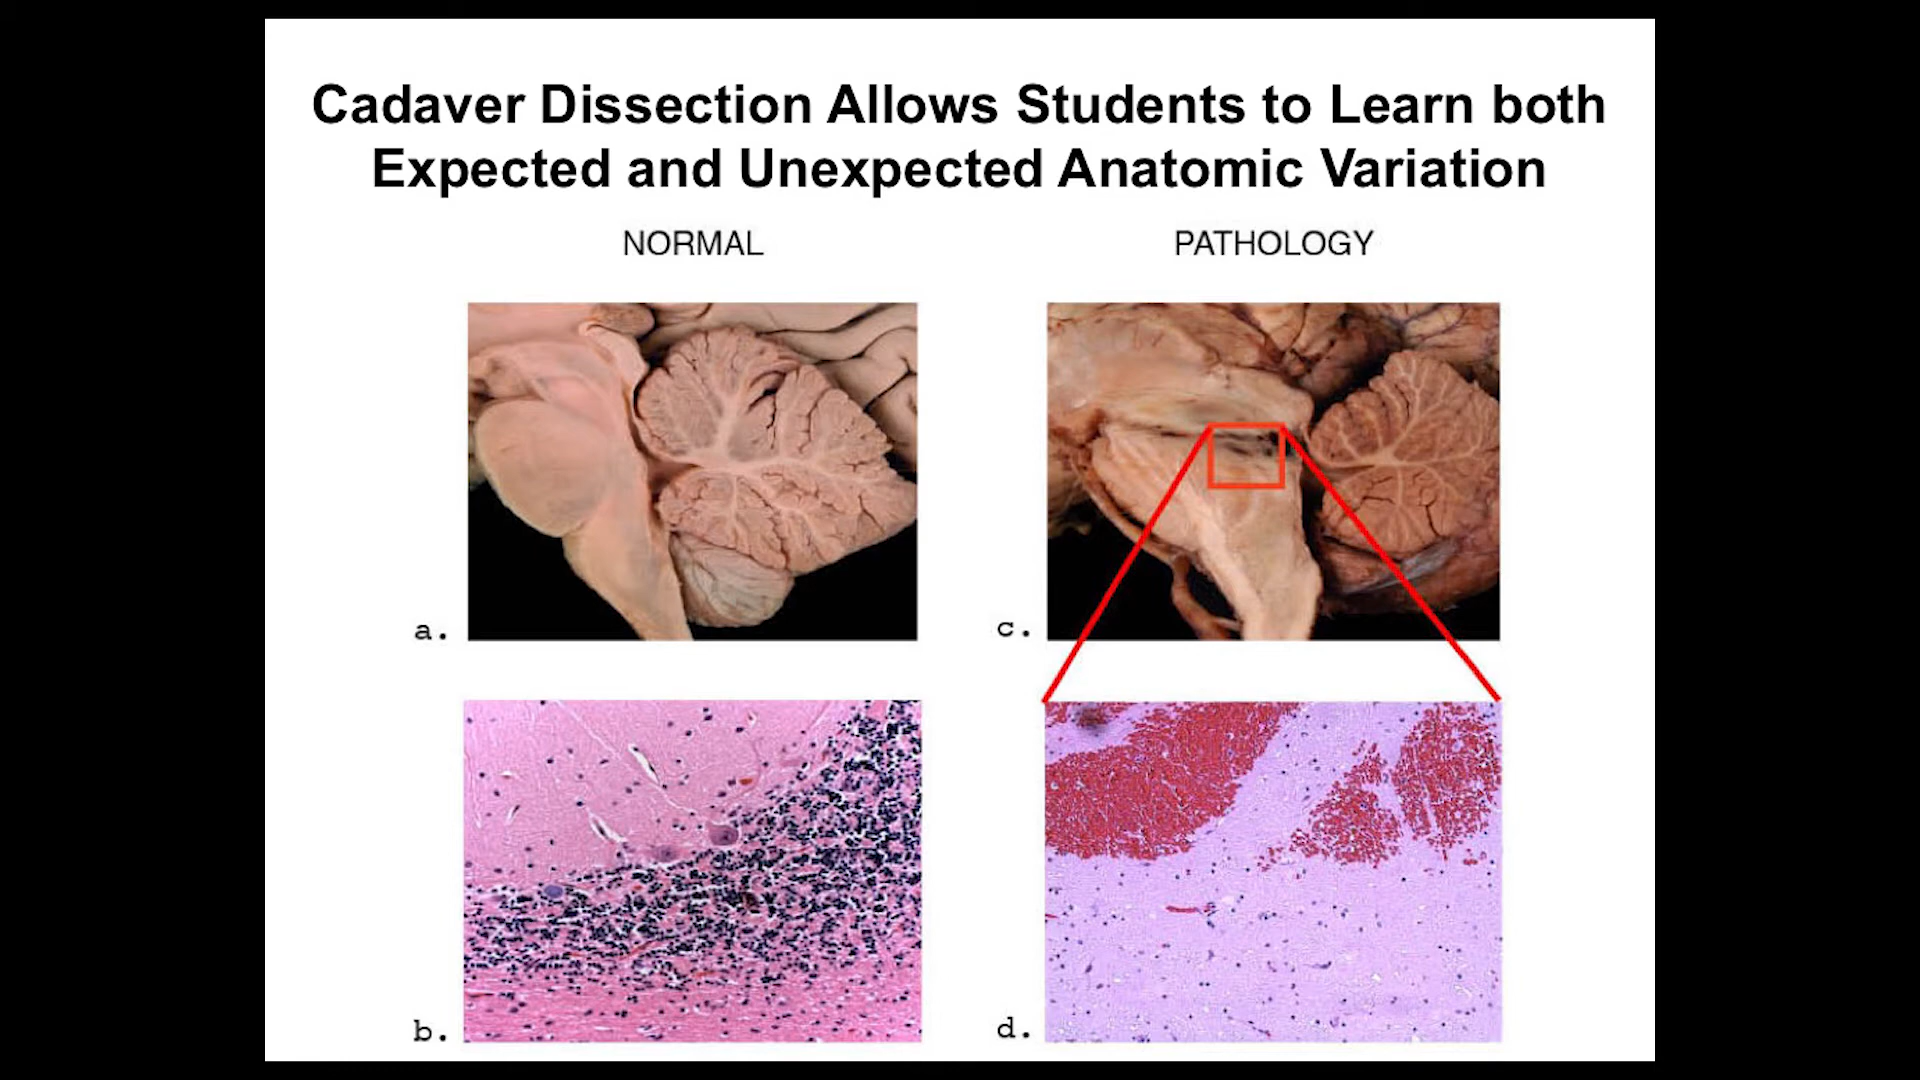 Cadaver Dissection Allows Students to Learn both
Expected and Unexpected Anatomic Variation
NORMAL
PATHOLOGY
a.
c.
b.
d.